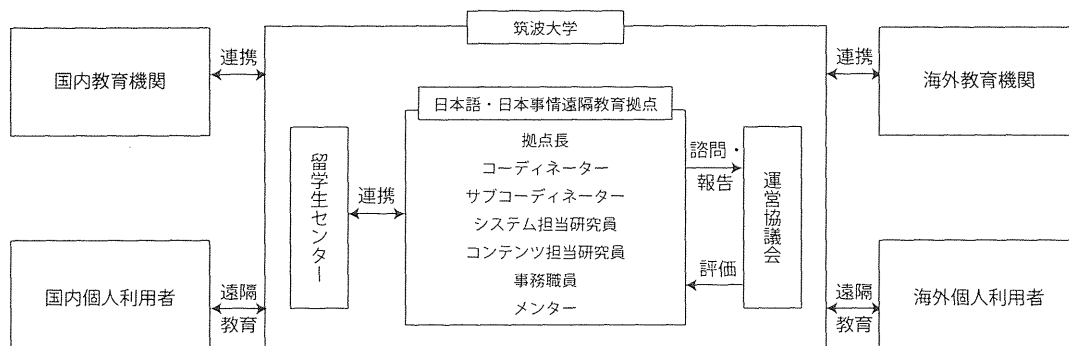 筑波大学
国内教育機関
連携
連携
海外教育機関
日本語・日本事情遠隔教育拠点
拠点長
コーディネーター
サブコーディネーター
システム担当研究員
コンテンツ担当研究員
事務職員
メンター
留学生センター
連携
諮問・
報告
評価
運営協議会
国内個人利用者
遠隔
教育
遠隔
教育
海外個人利用者